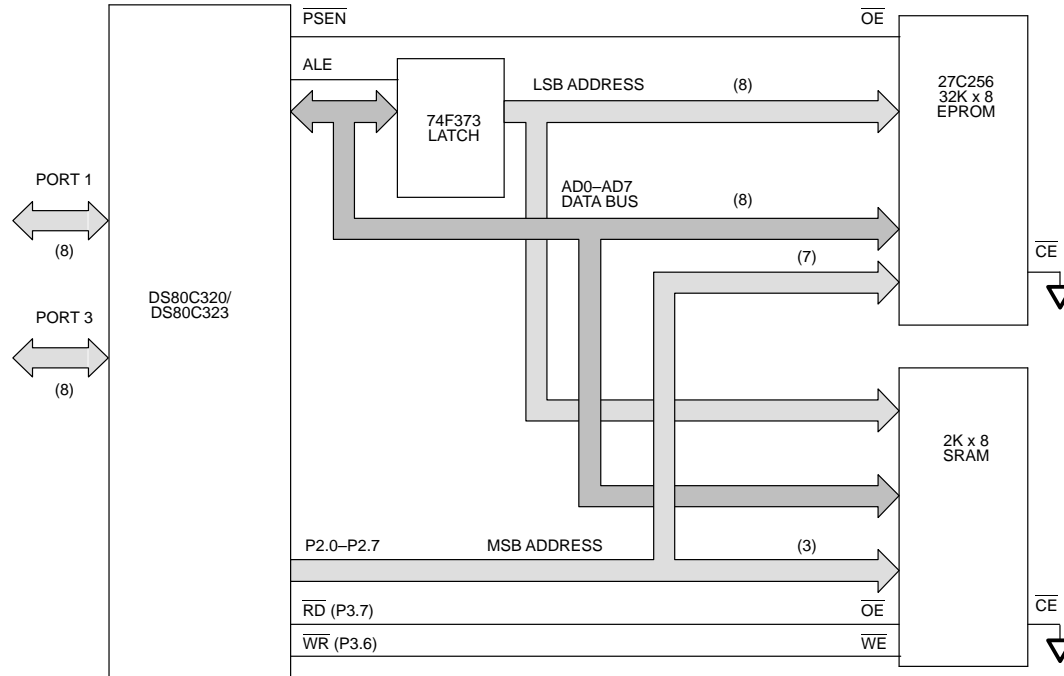 PSEN
OE
ALE
74F373
LATCH
LSB ADDRESS
(8)
27C256
32K x 8
EPROM
PORT 1
(8)
AD0–AD7
DATA BUS
(8)
(7)
CE
DS80C320/
DS80C323
PORT 3
(8)
2K x 8
SRAM
P2.0–P2.7
MSB ADDRESS
(3)
RD (P3.7)
OE
CE
WR (P3.6)
WE